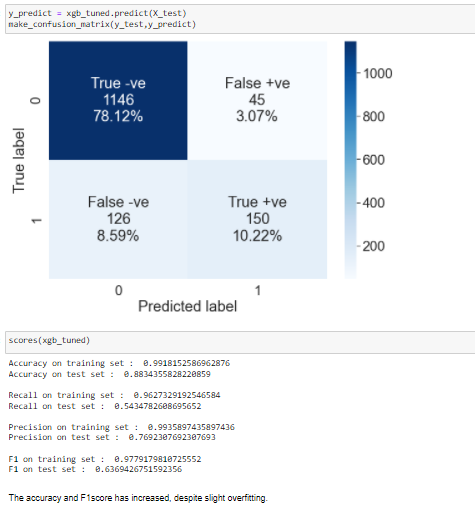 y_predict = xgb_tuned.predict(X_test)
make_confusion_matrix(y_test,y_predict)
True -ve
1146
78.12%
False +ve
45
3.07%
False -ve
126
8.59%
True +ve
150
10.22%
0
1
True label
0
1
Predicted label
1000
800
600
400
200
scores(xgb_tuned)
Accuracy on training set :  0.9918152586962876
Accuracy on test set :  0.8834355828220859
Recall on training set :  0.9627329192546584
Recall on test set :  0.5434782608695652
Precision on training set :  0.9935897435897436
Precision on test set :  0.7692307692307693
F1 on training set :  0.9779179810725552
F1 on test set :  0.6369426751592356
The accuracy and F1score has increased, despite slight overfitting.